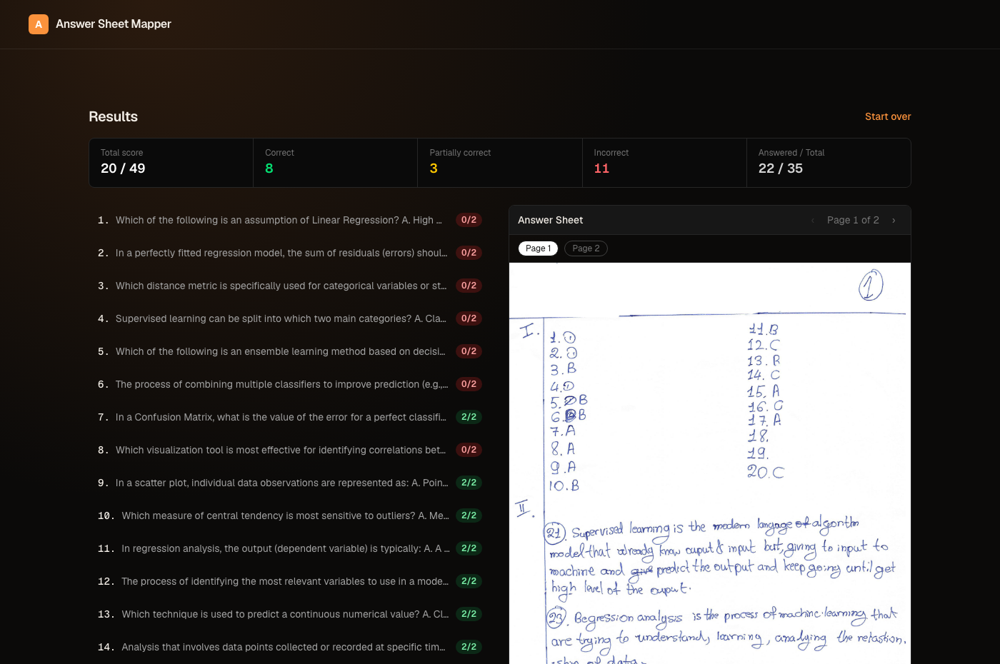 A Answer Sheet Mapper
Results
Start over
Total score
20 / 49
Correct
8
Partially correct
3
Incorrect
11
Answered / Total
22 / 35
1. Which of the following is an assumption of Linear Regression? A. High ... 0/2
2. In a perfectly fitted regression model, the sum of residuals (errors) shoul... 0/2
3. Which distance metric is specifically used for categorical variables or st... 0/2
4. Supervised learning can be split into which two main categories? A. Cla... 0/2
5. Which of the following is an ensemble learning method based on decisi... 0/2
6. The process of combining multiple classifiers to improve prediction (e.g.,... 0/2
7. In a Confusion Matrix, what is the value of the error for a perfect classifi... 2/2
8. Which visualization tool is most effective for identifying correlations bet... 0/2
9. In a scatter plot, individual data observations are represented as: A. Poin... 2/2
10. Which measure of central tendency is most sensitive to outliers? A. Me... 2/2
11. In regression analysis, the output (dependent variable) is typically: A. A ... 2/2
12. The process of identifying the most relevant variables to use in a mode... 2/2
13. Which technique is used to predict a continuous numerical value? A. Cl... 2/2
14. Analysis that involves data points collected or recorded at specific tim... 2/2
Answer Sheet
‹ Page 1 of 2 ›
Page 1 Page 2
1
I.
1.
2.
3. B
4.
5. B
6. B
7. A
8. A
9. A
10. B
11. B
12. C
13. B
14. C
15. A
16. C
17. A
18.
19.
20. C
II.
21. Supervised learning is the modern langage of algorithm
model that already know ouput & input but, giving to input to
machine and give predict the output and keep going until get
high level of the ouput.
23. Regression analysis is the process of machine learning that
are trying to understand, learning, analying the relastion.
ship of data.